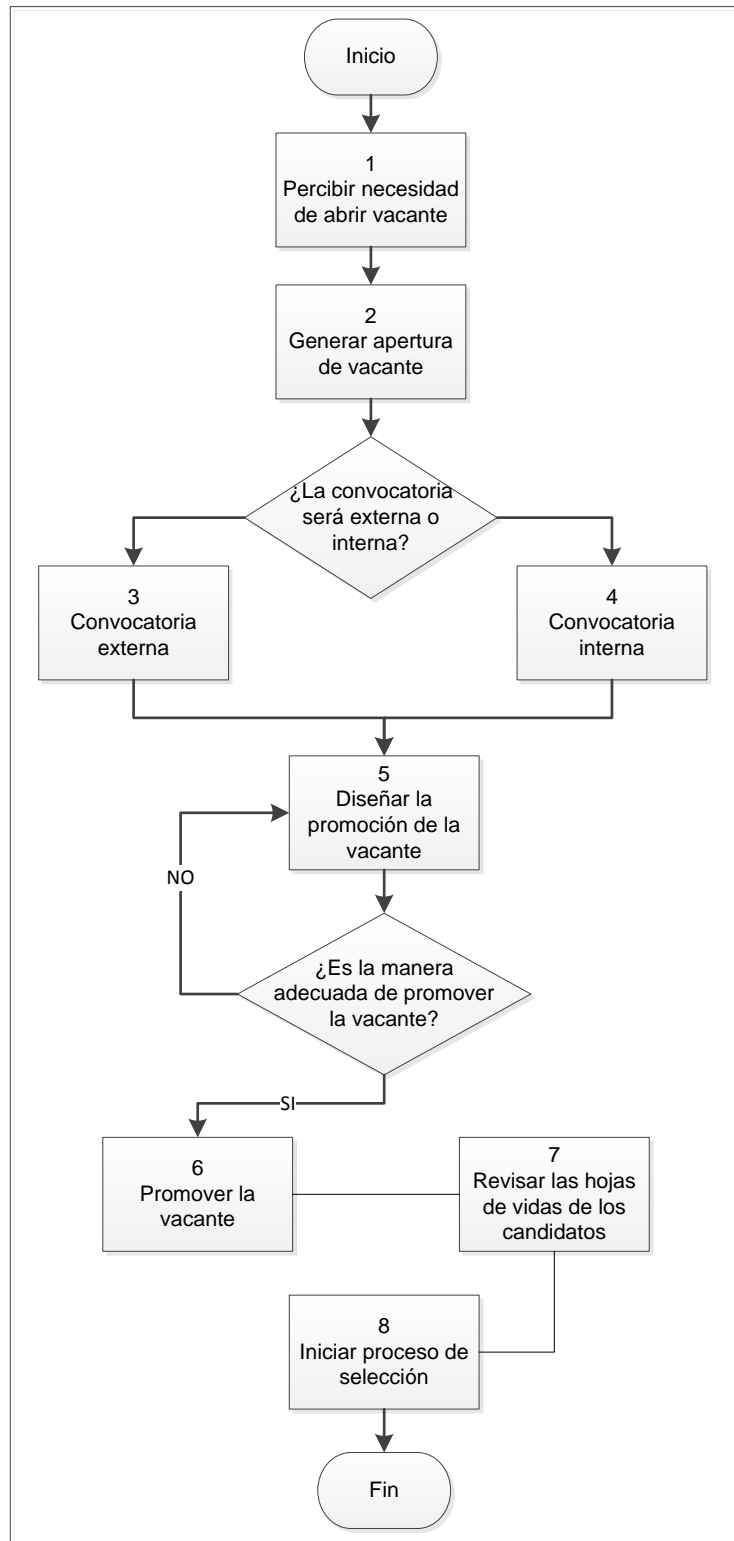 Inicio
1
Percibir necesidad
de abrir vacante
2
Generar apertura
de vacante
¿La convocatoria
será externa o
interna?
3
Convocatoria
externa
4
Convocatoria
interna
5
Diseñar la
promoción de la
vacante
NO
¿Es la manera
adecuada de promover
la vacante?
SI
6
Promover la
vacante
7
Revisar las hojas
de vidas de los
candidatos
8
Iniciar proceso de
selección
Fin